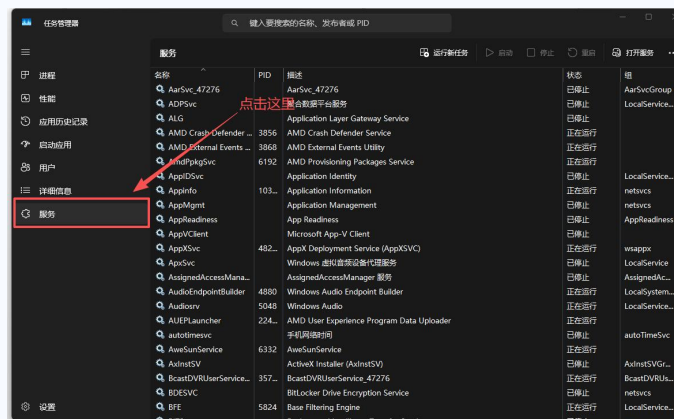 任务管理器
键入要搜索的名称、发布者或 PID
服务
运行新任务 启动 停止 重启 打开服务
进程
性能
应用历史记录
启动应用
用户
详细信息
服务
设置
点击这里
名称 PID 描述 状态 组
AarSvc_47276 AarSvc_47276 已停止 AarSvcGroup
ADPSvc 聚合数据平台服务 已停止 LocalService...
ALG Application Layer Gateway Service 已停止
AMD Crash Defender ... 3856 AMD Crash Defender Service 正在运行
AMD External Events ... 3868 AMD External Events Utility 正在运行
AmdPpkgSvc 6192 AMD Provisioning Packages Service 正在运行
AppIDSvc Application Identity 已停止 LocalService...
Appinfo 103... Application Information 正在运行 netsvcs
AppMgmt Application Management 已停止 netsvcs
AppReadiness App Readiness 已停止 AppReadiness
AppVClient Microsoft App-V Client 已停止
AppXSvc 482... AppX Deployment Service (AppXSVC) 正在运行 wsappx
ApxSvc Windows 虚拟音频设备代理服务 已停止 LocalService
AssignedAccessMana... AssignedAccessManager 服务 已停止 AssignedAc...
AudioEndpointBuilder 4880 Windows Audio Endpoint Builder 正在运行 LocalSystem...
Audiosrv 5048 Windows Audio 正在运行 LocalService...
AUEPLauncher 224... AMD User Experience Program Data Uploader 正在运行
autotimesvc 手机网络时间 已停止 autoTimeSvc
AweSunService 6332 AweSunService 正在运行
AxInstSV ActiveX Installer (AxInstSV) 已停止 AxInstSVGr...
BcastDVRUserService... 357... BcastDVRUserService_47276 正在运行 BcastDVRUs...
BDESVC BitLocker Drive Encryption Service 已停止 netsvcs
BFE 5824 Base Filtering Engine 正在运行 LocalService...